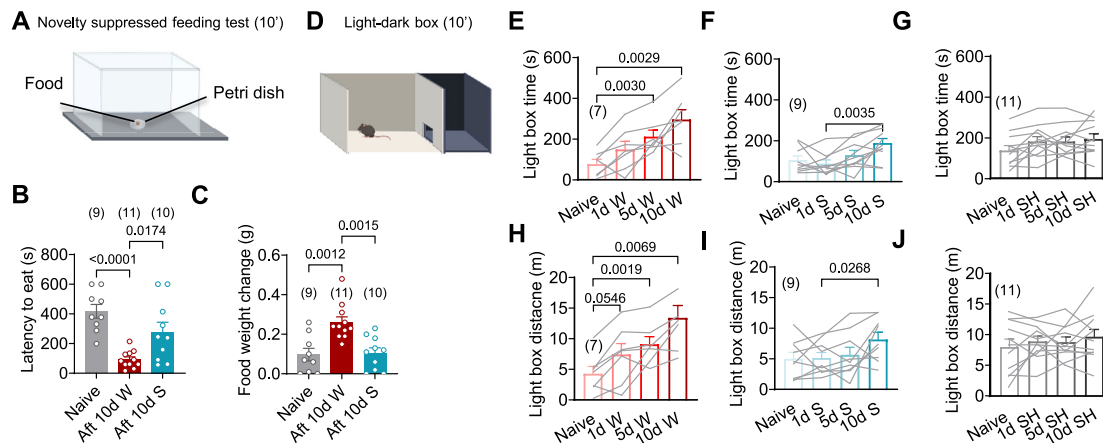 A Novelty suppressed feeding test (10’)
Food
Petri dish
D Light-dark box (10’)
B
Latency to eat (s)
800
600
400
200
0
(9) (11) (10)
0.0174
<0.0001
Naive
Aft 10d W
Aft 10d S
C
Food weight change (g)
0.6
0.4
0.2
0.0
0.0015
0.0012
(9) (11) (10)
Naive
Aft 10d W
Aft 10d S
E
Light box time (s)
600
400
200
0
0.0029
0.0030
(7)
Naive
1d W
5d W
10d W
F
Light box time (s)
600
400
200
0
(9)
0.0035
Naive
1d S
5d S
10d S
G
Light box time (s)
600
400
200
0
(11)
Naive
1d SH
5d SH
10d SH
H
Light box distacne (m)
20
15
10
5
0
0.0069
0.0019
0.0546
(7)
Naive
1d W
5d W
10d W
I
Light box distance (m)
20
15
10
5
0
(9)
0.0268
Naive
1d S
5d S
10d S
J
Light box distance (m)
20
15
10
5
0
(11)
Naive
1d SH
5d SH
10d SH